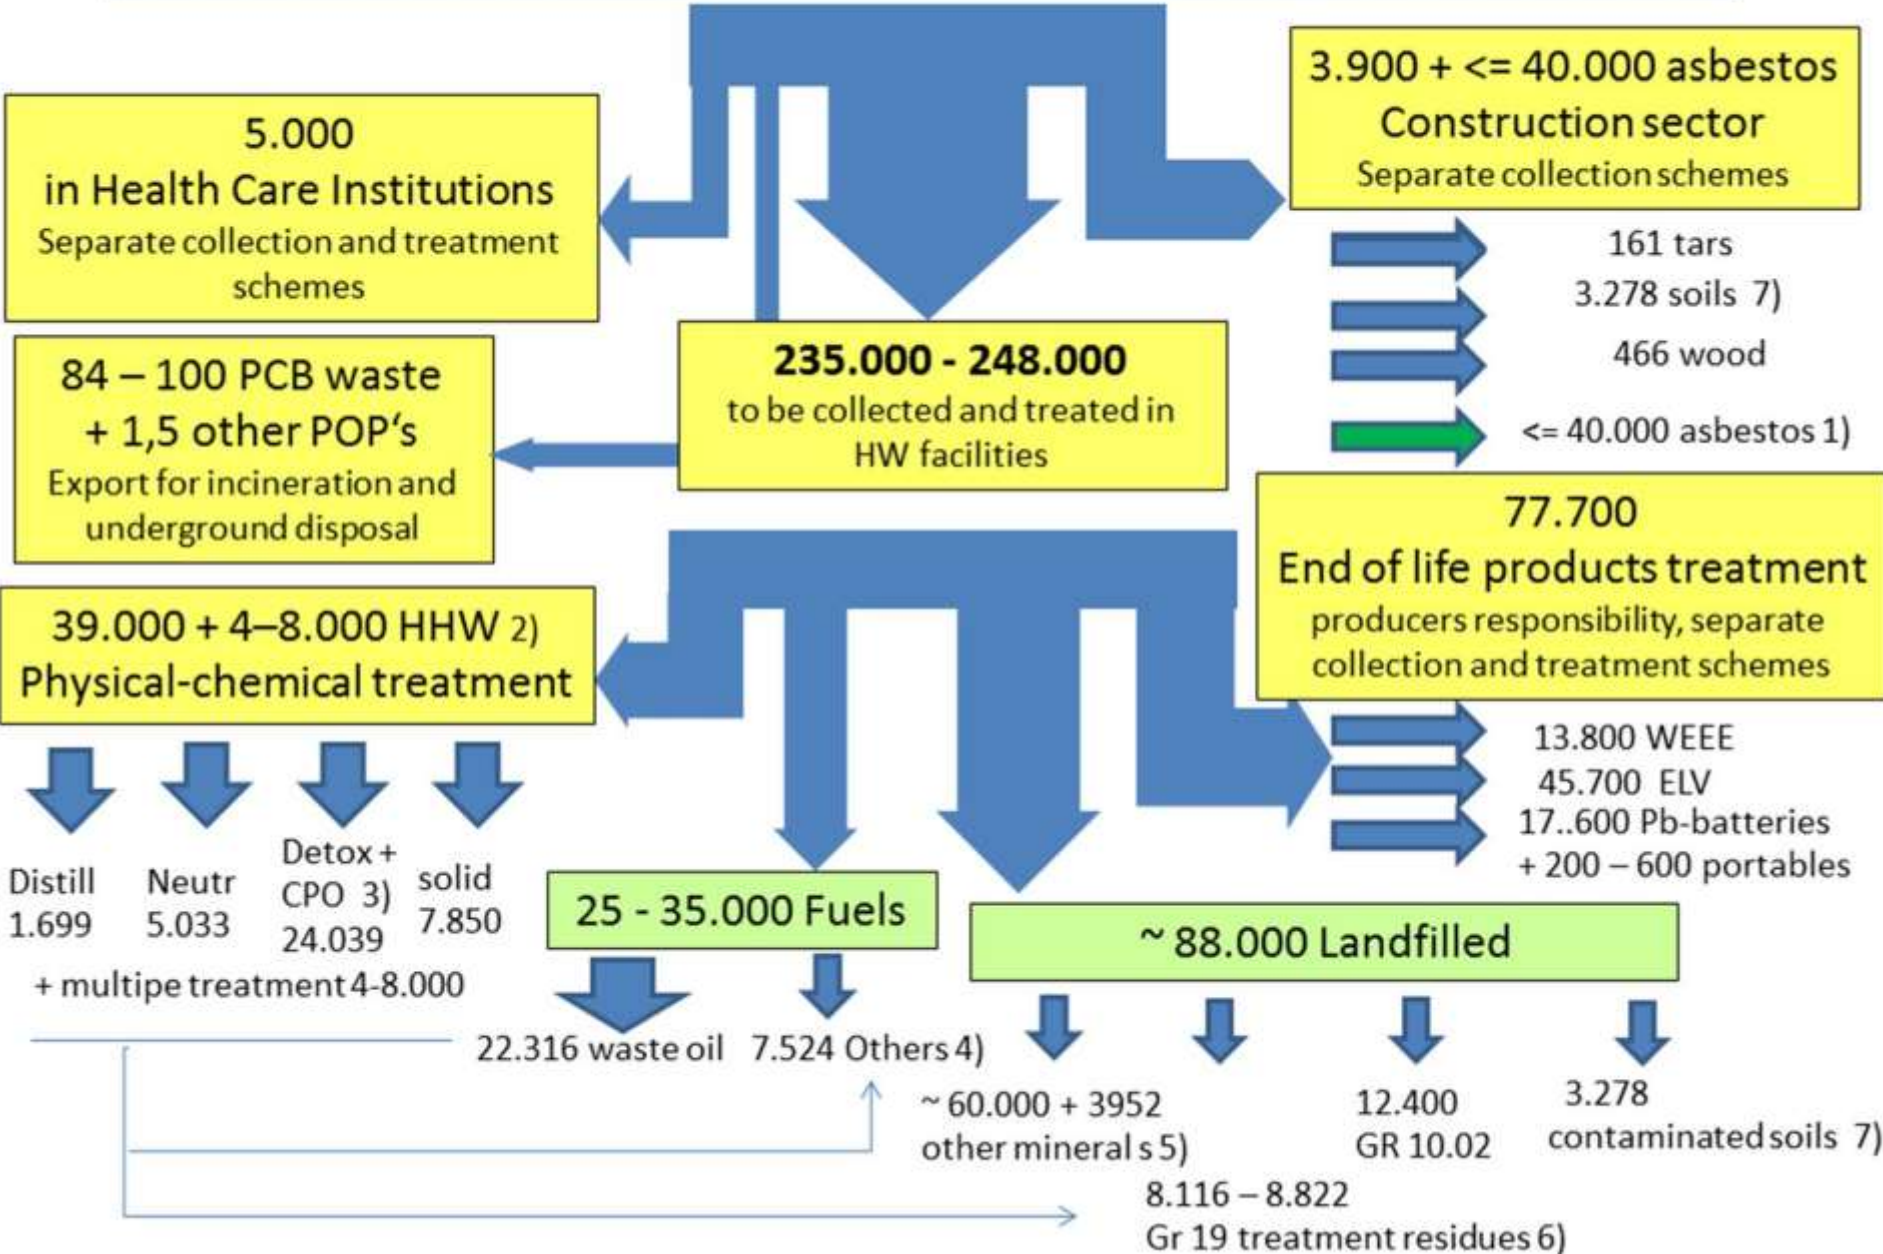 3.900 + <= 40.000 asbestos
Construction sector
Separate collection schemes
5.000
in Health Care Institutions
Separate collection and treatment
schemes
161 tars
3.278 soils 7)
466 wood
<= 40.000 asbestos 1)
84 – 100 PCB waste
+ 1,5 other POP‘s
Export for incineration and
underground disposal
235.000 - 248.000
to be collected and treated in
HW facilities
77.700
End of life products treatment
producers responsibility, separate
collection and treatment schemes
39.000 + 4–8.000 HHW 2)
Physical-chemical treatment
13.800 WEEE
45.700 ELV
17..600 Pb-batteries
+ 200 – 600 portables
Distill
1.699
Neutr
5.033
Detox +
CPO 3)
24.039
solid
7.850
+ multipe treatment 4-8.000
25 - 35.000 Fuels
~ 88.000 Landfilled
22.316 waste oil
7.524 Others 4)
~ 60.000 + 3952
other mineral s 5)
8.116 – 8.822
Gr 19 treatment residues 6)
12.400
GR 10.02
3.278
contaminated soils 7)